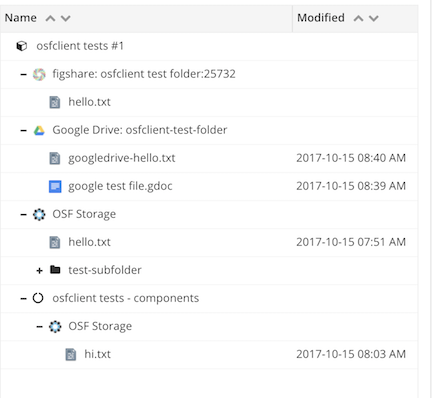 Name Modified
osfclient tests #1
figshare: osfclient test folder:25732
hello.txt
Google Drive: osfclient-test-folder
googledrive-hello.txt 2017-10-15 08:40 AM
google test file.gdoc 2017-10-15 08:39 AM
OSF Storage
hello.txt 2017-10-15 07:51 AM
test-subfolder
osfclient tests - components
OSF Storage
hi.txt 2017-10-15 08:03 AM